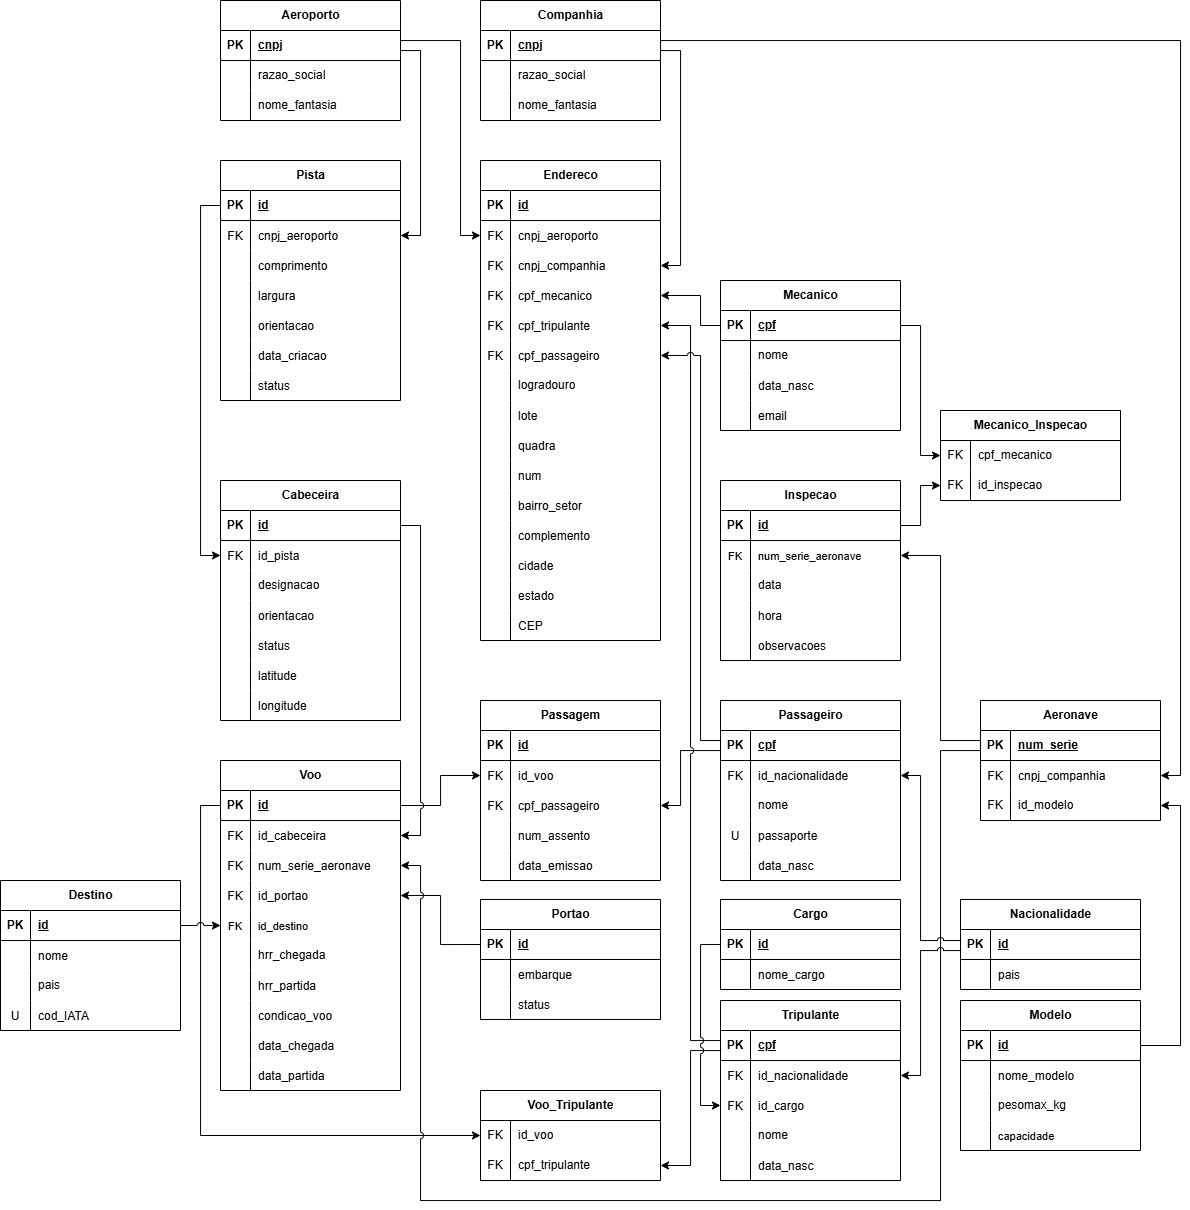 Aeroporto
PK cnpj
razao_social
nome_fantasia
Companhia
PK cnpj
razao_social
nome_fantasia
Pista
PK id
FK cnpj_aeroporto
comprimento
largura
orientacao
data_criacao
status
Endereco
PK id
FK cnpj_aeroporto
FK cnpj_companhia
FK cpf_mecanico
FK cpf_tripulante
FK cpf_passageiro
logradouro
lote
quadra
num
bairro_setor
complemento
cidade
estado
CEP
Mecanico
PK cpf
nome
data_nasc
email
Mecanico_Inspecao
FK cpf_mecanico
FK id_inspecao
Cabeceira
PK id
FK id_pista
designacao
orientacao
status
latitude
longitude
Inspecao
PK id
FK num_serie_aeronave
data
hora
observacoes
Passagem
PK id
FK id_voo
FK cpf_passageiro
num_assento
data_emissao
Passageiro
PK cpf
FK id_nacionalidade
nome
U passaporte
data_nasc
Aeronave
PK num_serie
FK cnpj_companhia
FK id_modelo
Voo
PK id
FK id_cabeceira
FK num_serie_aeronave
FK id_portao
FK id_destino
hrr_chegada
hrr_partida
condicao_voo
data_chegada
data_partida
Destino
PK id
nome
pais
U cod_IATA
Portao
PK id
embarque
status
Cargo
PK id
nome_cargo
Nacionalidade
PK id
pais
Tripulante
PK cpf
FK id_nacionalidade
FK id_cargo
nome
data_nasc
Modelo
PK id
nome_modelo
pesomax_kg
capacidade
Voo_Tripulante
FK id_voo
FK cpf_tripulante